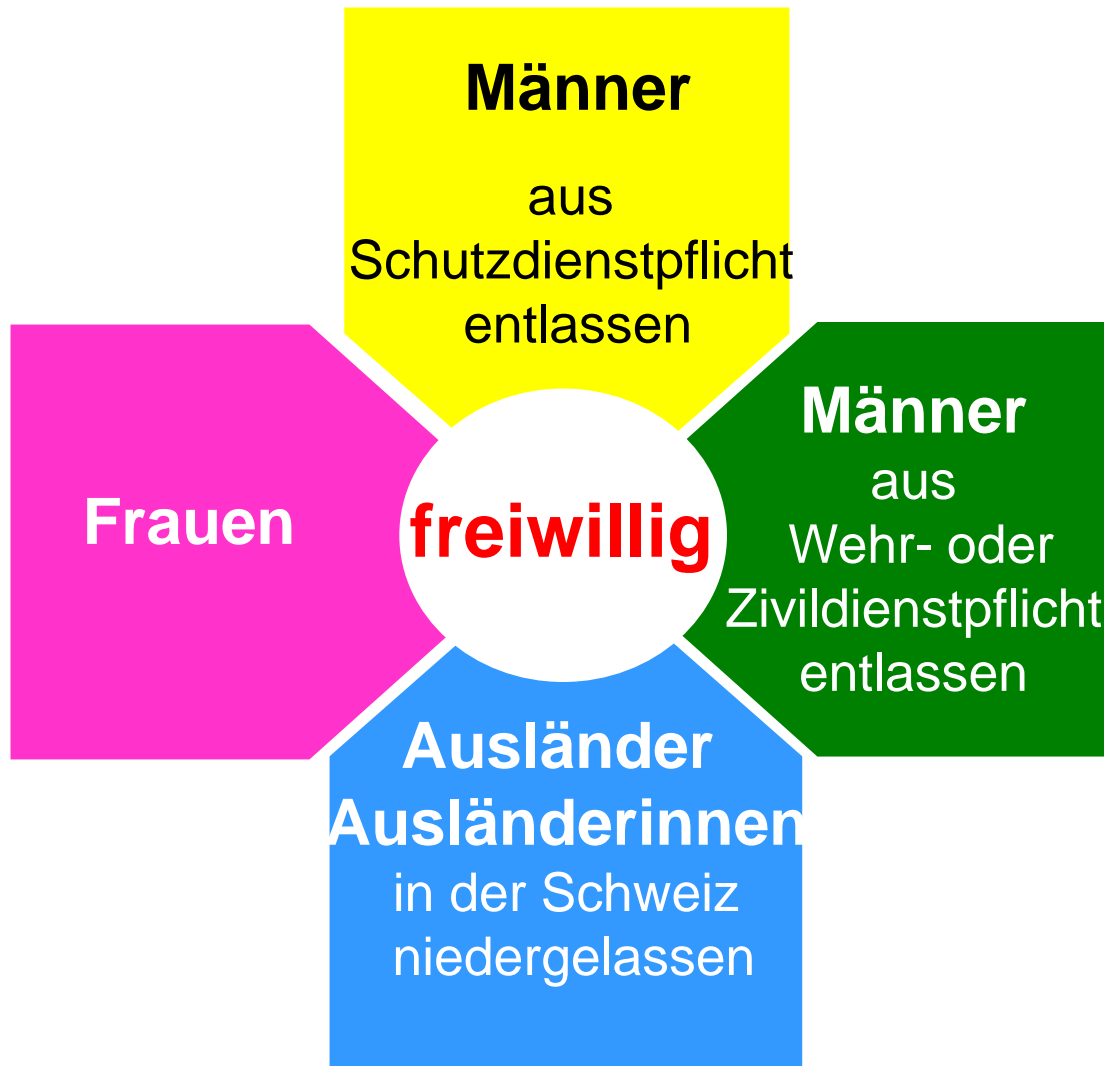 Männer
aus
Schutzdienstpflicht
entlassen
Frauen
freiwillig
Männer
aus
Wehr- oder
Zivildienstpflicht
entlassen
Ausländer
Ausländerinnen
in der Schweiz
niedergelassen